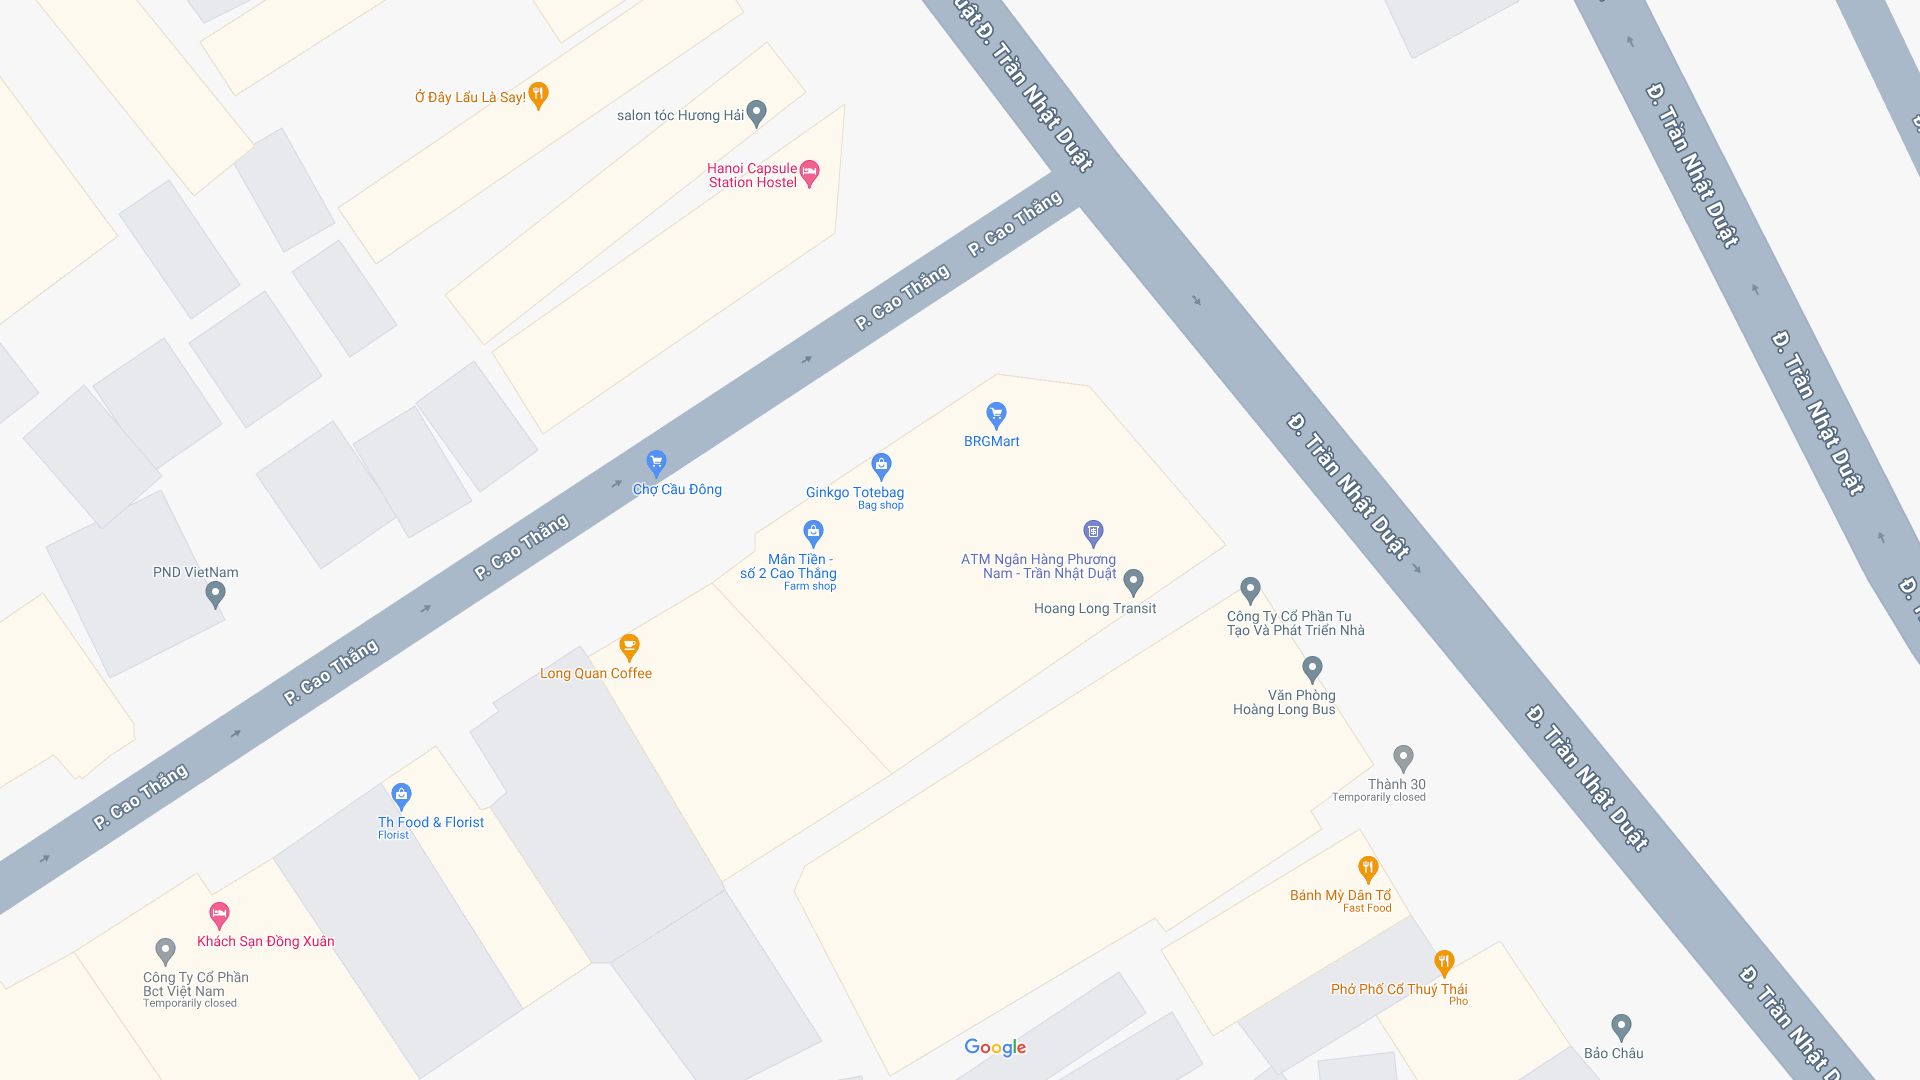 Đ. Trần Nhật Duật
Đ. Trần Nhật Duật
Ở Đây Lẩu Là Say!
salon tóc Hương Hải
Hanoi Capsule
Station Hostel
P. Cao Thắng
P. Cao Thắng
BRGMart
Chợ Cầu Đông
Ginkgo Totebag
Bag shop
Đ. Trần Nhật Duật
Đ. Trần Nhật Duật
P. Cao Thắng
Mận Tiền -
số 2 Cao Thắng
Farm shop
ATM Ngân Hàng Phương
Nam - Trần Nhật Duật
PND VietNam
Hoang Long Transit
Công Ty Cổ Phần Tu
Tạo Và Phát Triển Nhà
P. Cao Thắng
Long Quan Coffee
Văn Phòng
Hoàng Long Bus
Đ. Trần Nhật Duật
P. Cao Thắng
Thành 30
Temporarily closed
Th Food & Florist
Florist
Bánh Mỳ Dân Tổ
Fast Food
Khách Sạn Đồng Xuân
Công Ty Cổ Phần
Bct Việt Nam
Temporarily closed
Phở Phố Cổ Thuý Thái
Pho
Đ. Trần Nhật
Google
Bảo Châu